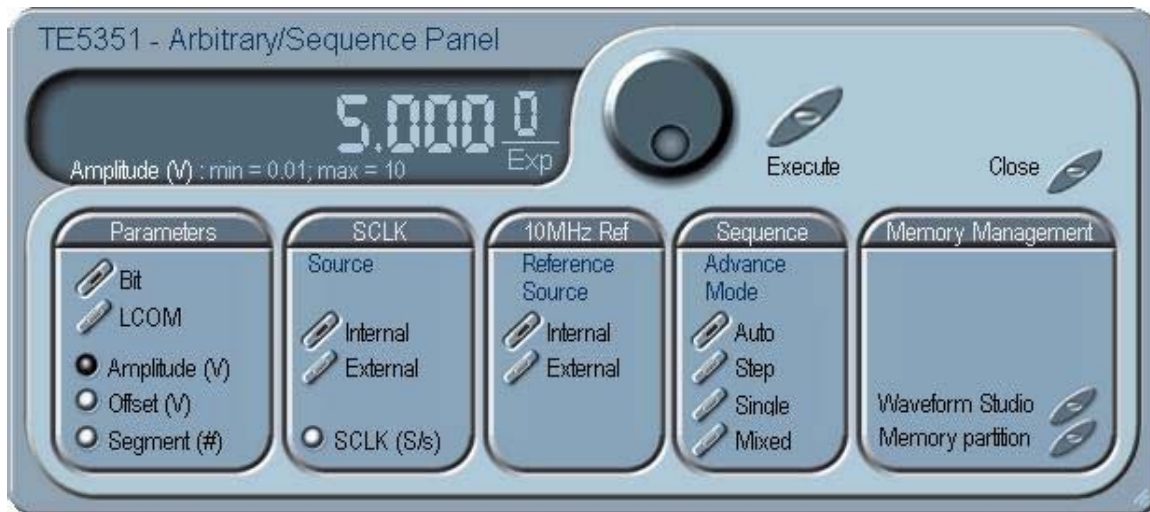 TE5351 - Arbitrary/Sequence Panel
5.000 0
Exp
Amplitude (V) : min = 0.01; max = 10
Execute
Close
Parameters
Bit
LCOM
Amplitude (V)
Offset (V)
Segment (#)
SCLK
Source
Internal
External
SCLK (S/s)
10MHz Ref
Reference
Source
Internal
External
Sequence
Advance
Mode
Auto
Step
Single
Mixed
Memory Management
Waveform Studio
Memory partition